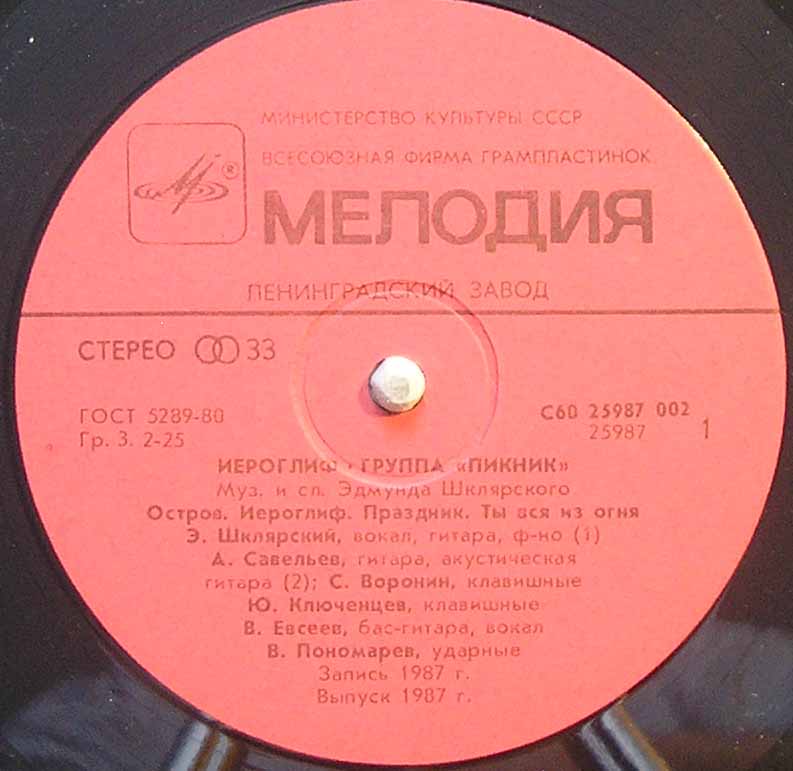 МИНИСТЕРСТВО КУЛЬТУРЫ СССР
ВСЕСОЮЗНАЯ ФИРМА ГРАМПЛАСТИНОК
®
МЕЛОДИЯ
ЛЕНИНГРАДСКИЙ ЗАВОД
СТЕРЕО 33
ГОСТ 5289-80
Гр. 3. 2-25
С60 25987 002
25987 1
ИЕРОГЛИФ · ГРУППА «ПИКНИК»
Муз. и сл. Эдмунда Шклярского
Остров. Иероглиф. Праздник. Ты вся из огня
Э. Шклярский, вокал, гитара, ф-но (1)
А. Савельев, гитара, акустическая
гитара (2); С. Воронин, клавишные
Ю. Ключенцев, клавишные
В. Евсеев, бас-гитара, вокал
В. Пономарев, ударные
Запись 1987 г.
Выпуск 1987 г.